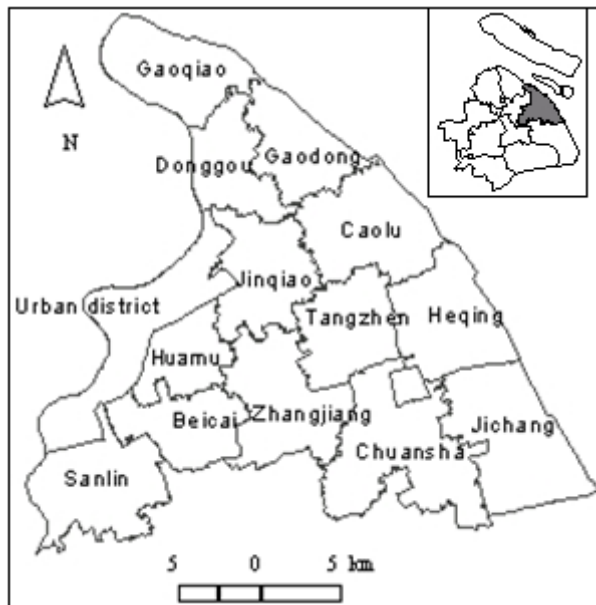 Gaoqiao
N
Donggou
Gaodong
Caolu
Jinqiao
Urban district
Tangzhen
Heqing
Huamu
Beicai
Zhangjiang
Jichang
Chuansha
Sanlin
5 0 5 km